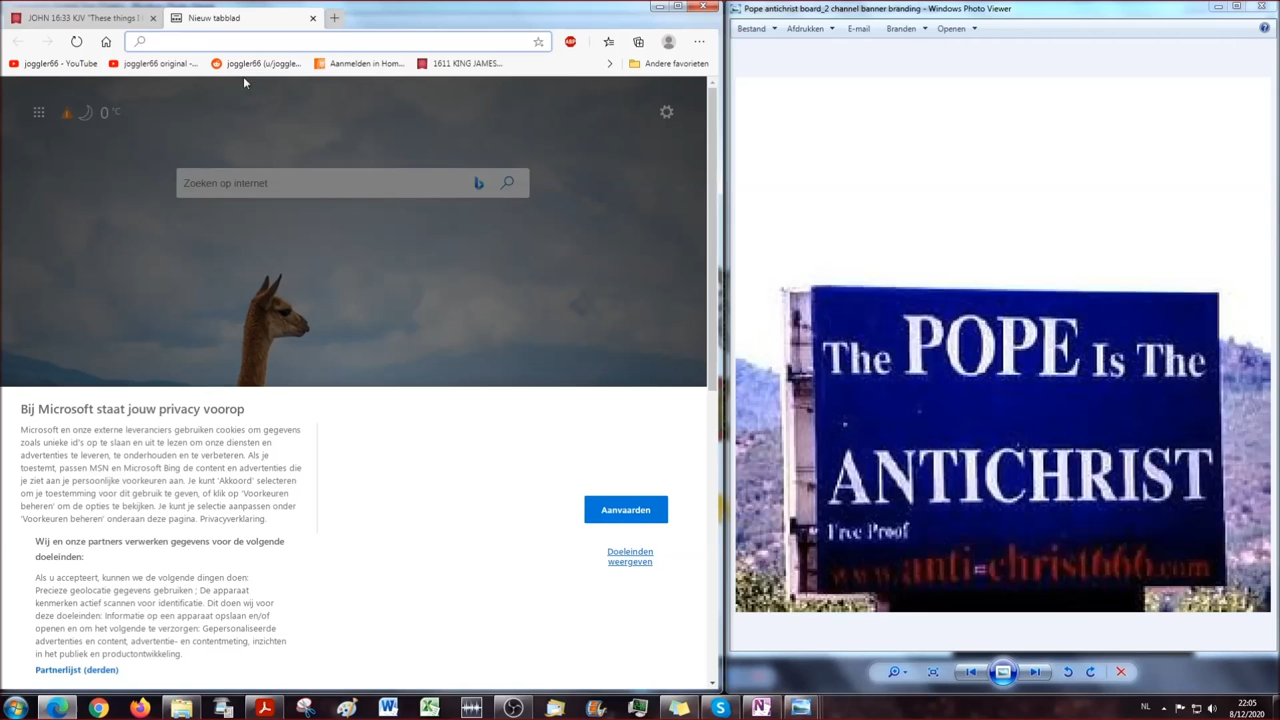 JOHN 16:33 KJV "These things
Nieuw tabblad
joggler66 - YouTube
joggler66 original -...
joggler66 (u/joggle...
Aanmelden in Hom...
1611 KING JAMES...
Andere favorieten
0 °C
Zoeken op internet
Bij Microsoft staat jouw privacy voorop
Microsoft en onze externe leveranciers gebruiken cookies om gegevens
zoals unieke id's op te slaan en uit te lezen om onze diensten en
advertenties te leveren, te onderhouden en te verbeteren. Als je
toestemt, passen MSN en Microsoft Bing de content en advertenties die
je ziet aan je persoonlijke voorkeuren aan. Je kunt 'Akkoord' selecteren
om je toestemming voor dit gebruik te geven, of klik op 'Voorkeuren
beheren' om de opties te bekijken. Je kunt je selectie aanpassen onder
'Voorkeuren beheren' onderaan deze pagina. Privacyverklaring.
Wij en onze partners verwerken gegevens voor de volgende
doeleinden:
Als u accepteert, kunnen we de volgende dingen doen:
Precieze geolocatie gegevens gebruiken ; De apparaat
kenmerken actief scannen voor identificatie. Dit doen wij voor
deze doeleinden: Informatie op een apparaat opslaan en/of
openen en om het volgende te verzorgen: Gepersonaliseerde
advertenties en content, advertentie- en contentmeting, inzichten
in het publiek en productontwikkeling.
Partnerlijst (derden)
Aanvaarden
Doeleinden
weergeven
Pope antichrist board_2 channel banner branding - Windows Photo Viewer
Bestand
Afdrukken
E-mail
Branden
Openen
The POPE Is The
ANTICHRIST
Free Proof
NL
22:05
8/12/2020